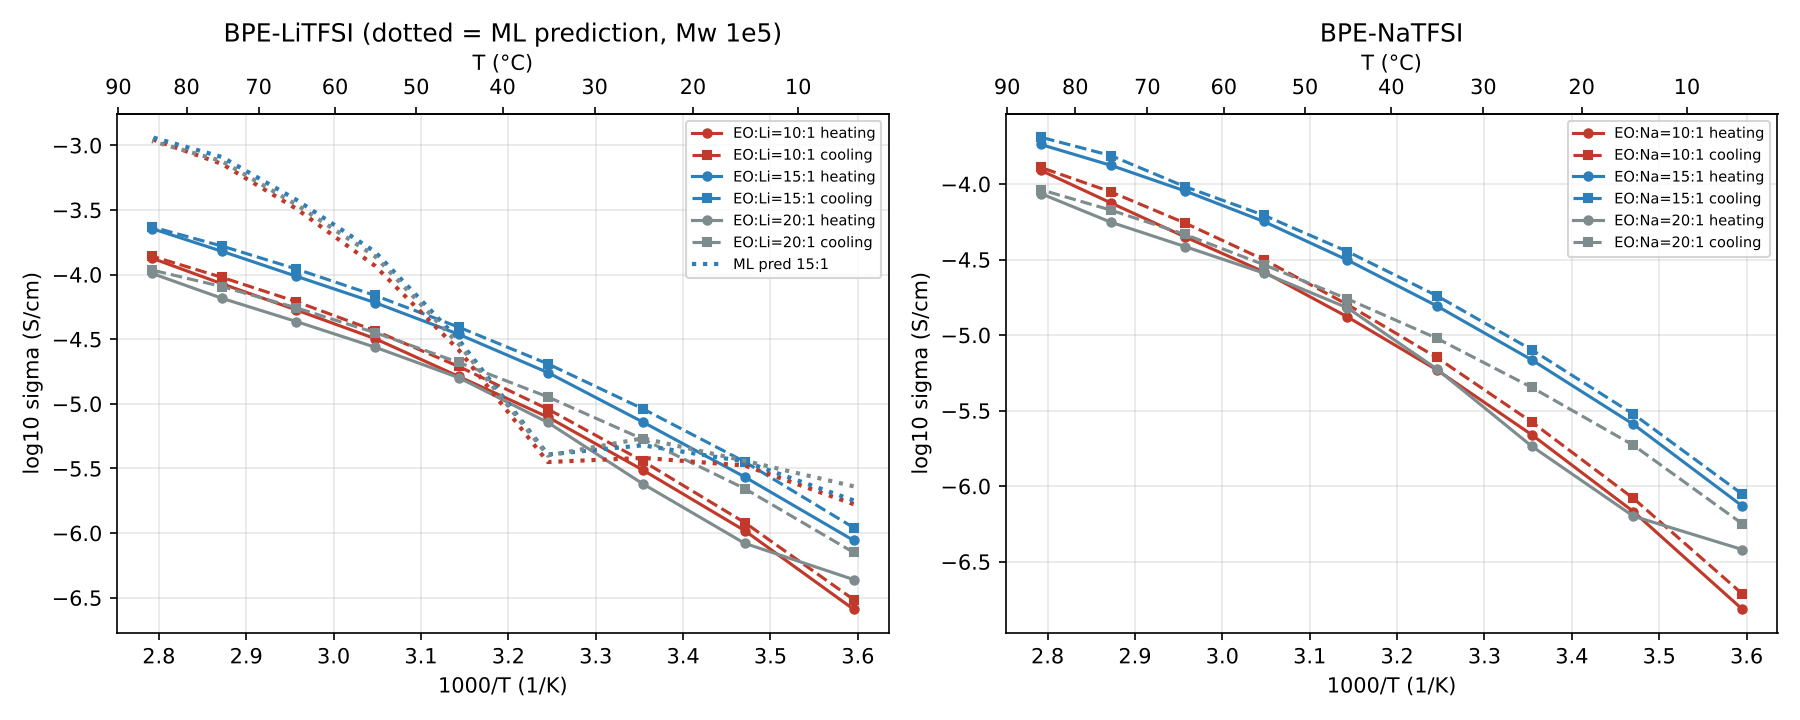 BPE-LiTFSI (dotted = ML prediction, Mw 1e5)
T (°C)
90 80 70 60 50 40 30 20 10
log10 sigma (S/cm)
−3.0
−3.5
−4.0
−4.5
−5.0
−5.5
−6.0
−6.5
EO:Li=10:1 heating
EO:Li=10:1 cooling
EO:Li=15:1 heating
EO:Li=15:1 cooling
EO:Li=20:1 heating
EO:Li=20:1 cooling
ML pred 15:1
2.8 2.9 3.0 3.1 3.2 3.3 3.4 3.5 3.6
1000/T (1/K)
BPE-NaTFSI
T (°C)
90 80 70 60 50 40 30 20 10
log10 sigma (S/cm)
−4.0
−4.5
−5.0
−5.5
−6.0
−6.5
EO:Na=10:1 heating
EO:Na=10:1 cooling
EO:Na=15:1 heating
EO:Na=15:1 cooling
EO:Na=20:1 heating
EO:Na=20:1 cooling
2.8 2.9 3.0 3.1 3.2 3.3 3.4 3.5 3.6
1000/T (1/K)